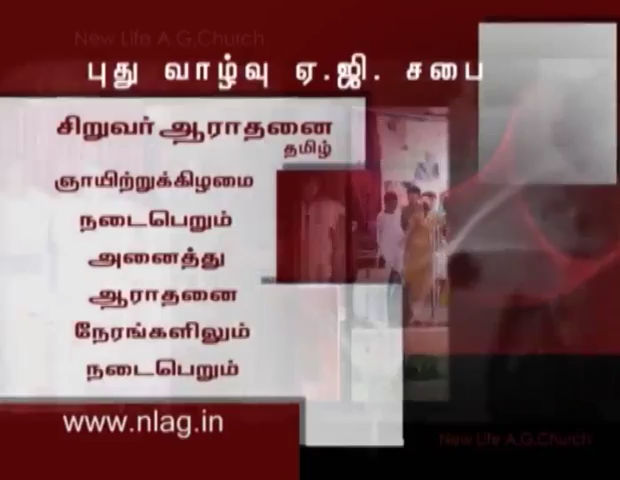 New Life A.G.Church
புது வாழ்வு ஏ.ஜி. சபை
சிறுவர் ஆராதனை
தமிழ்
ஞாயிற்றுக்கிழமை
நடைபெறும்
அனைத்து
ஆராதனை
நேரங்களிலும்
நடைபெறும்
www.nlag.in
New Life A.G.Church